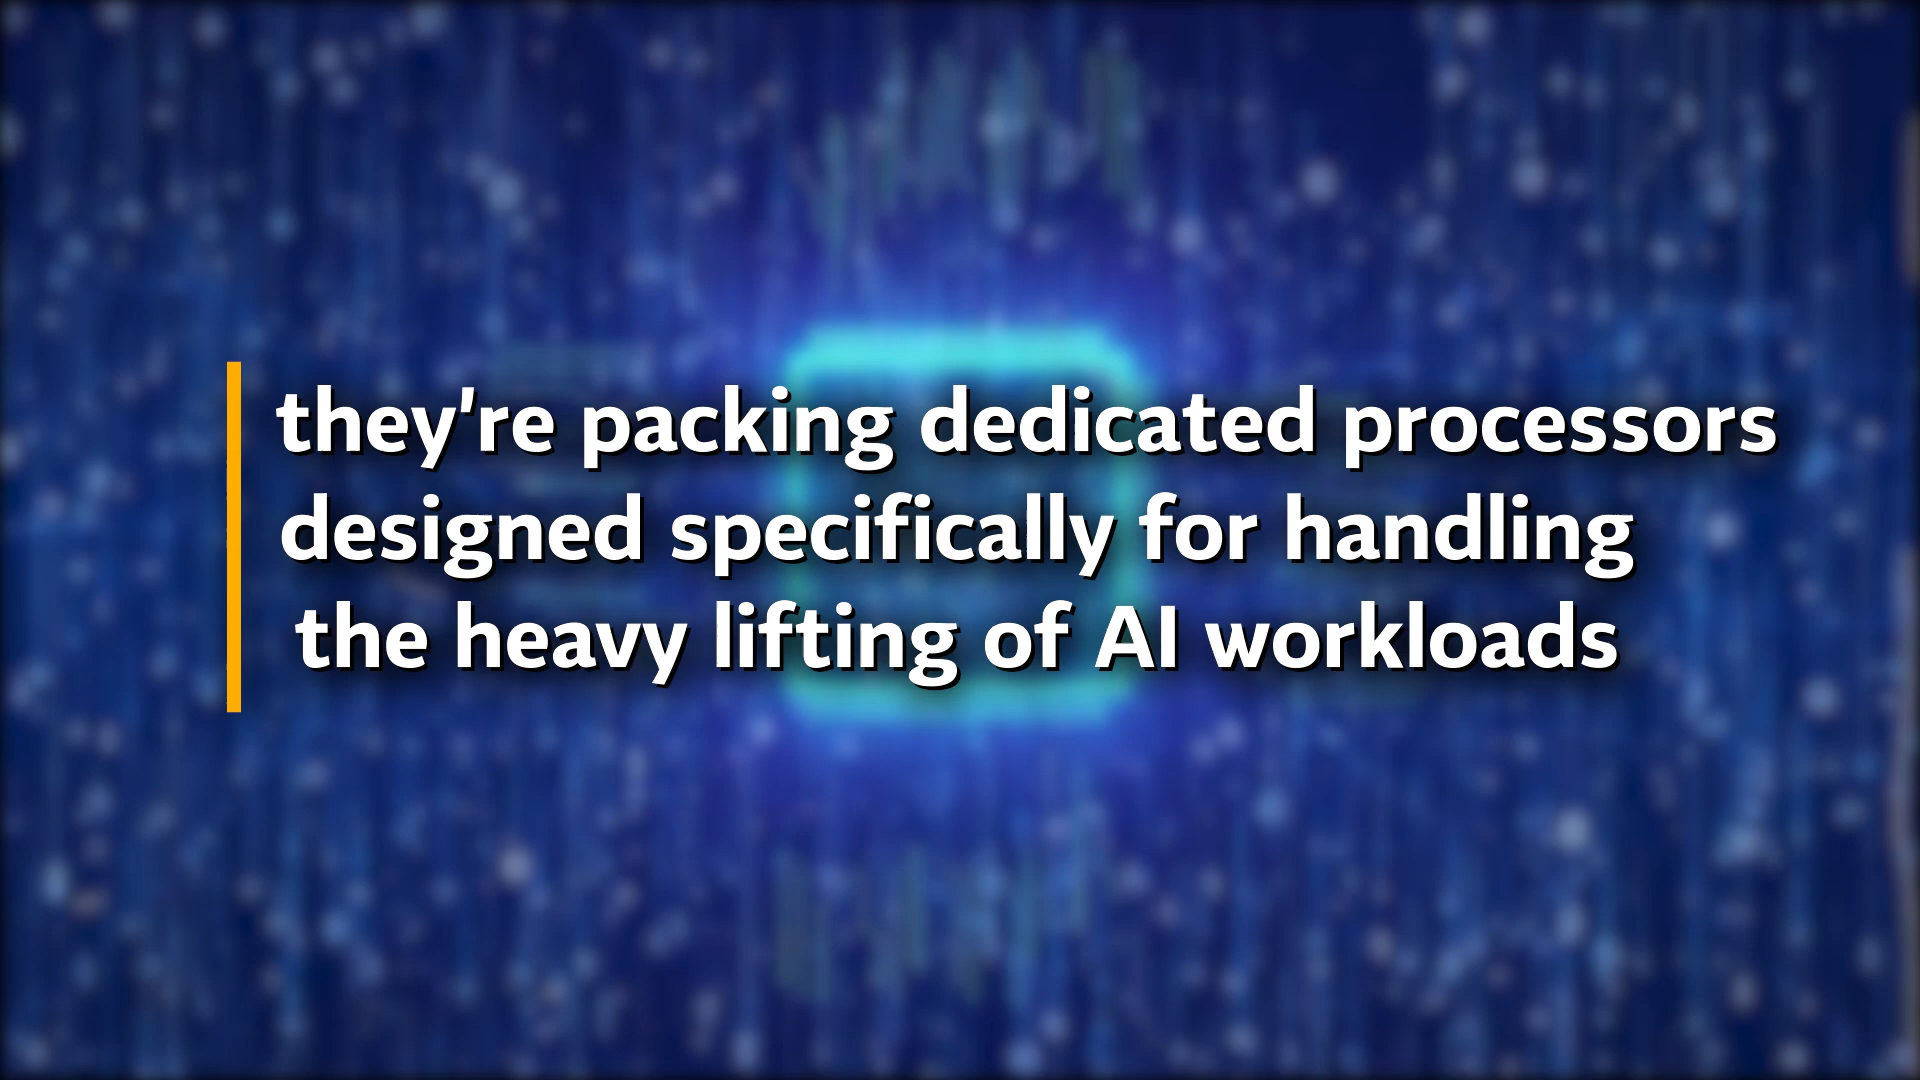 they're packing dedicated processors
designed specifically for handling
the heavy lifting of AI workloads